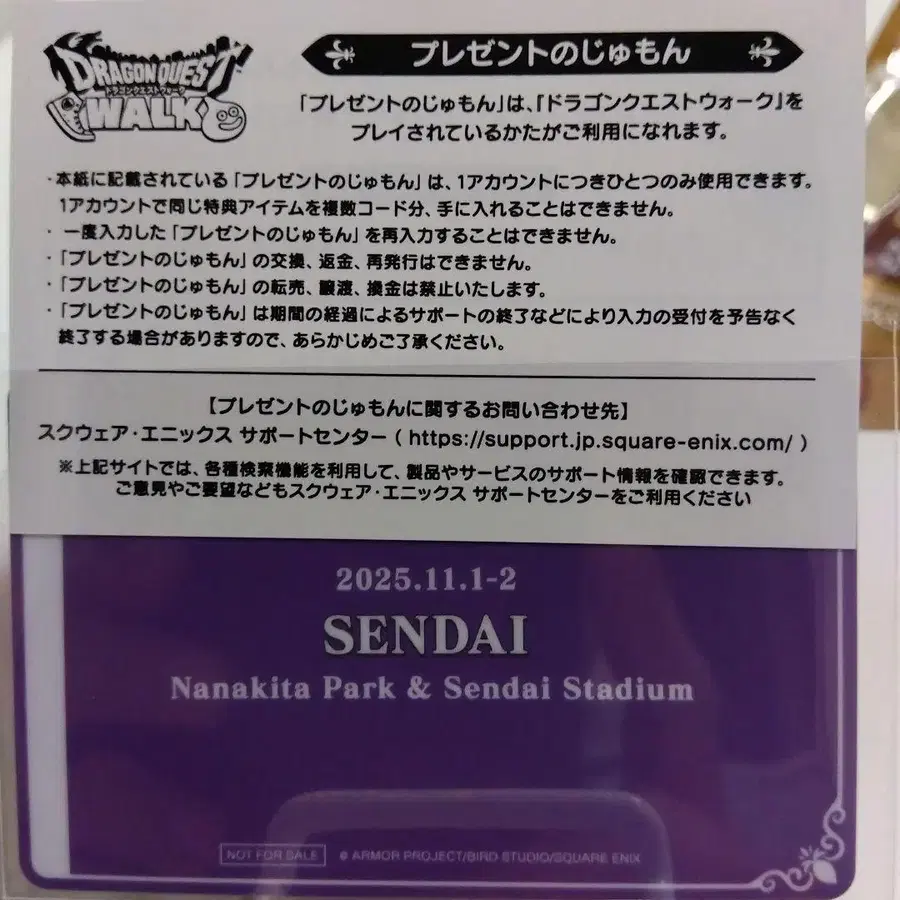 DRAGON QUEST
ドラゴンクエストウォーク
WALK
プレゼントのじゅもん
「プレゼントのじゅもん」は、「ドラゴンクエストウォーク」を
プレイされているかたがご利用になれます。
・本紙に記載されている「プレゼントのじゅもん」は、1アカウントにつきひとつのみ使用できます。
1アカウントで同じ特典アイテムを複数コード分、手に入れることはできません。
・一度入力した「プレゼントのじゅもん」を再入力することはできません。
・「プレゼントのじゅもん」の交換、返金、再発行はできません。
・「プレゼントのじゅもん」の転売、譲渡、換金は禁止いたします。
・「プレゼントのじゅもん」は期間の経過によるサポートの終了などにより入力の受付を予告なく
終了する場合がありますので、あらかじめご了承ください。
【プレゼントのじゅもんに関するお問い合わせ先】
スクウェア・エニックス サポートセンター ( https://support.jp.square-enix.com/ )
※上記サイトでは、各種検索機能を利用して、製品やサービスのサポート情報を確認できます。
ご意見やご要望などもスクウェア・エニックス サポートセンターをご利用ください
2025.11.1-2
SENDAI
Nanakita Park & Sendai Stadium
NOT FOR SALE
© ARMOR PROJECT/BIRD STUDIO/SQUARE ENIX